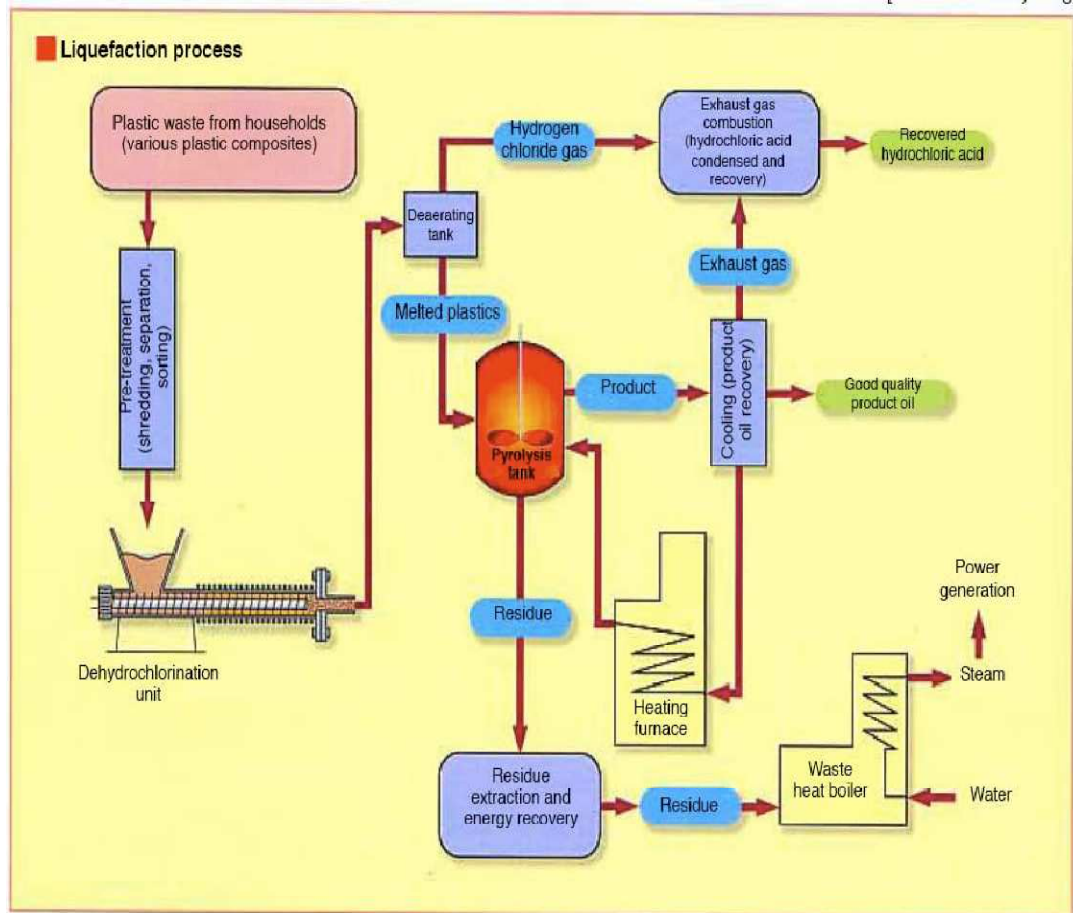 Liquefaction process
Plastic waste from households
(various plastic composites)
Pre-treatment
(shredding, separation,
sorting)
Dehydrochlorination
unit
Deaerating
tank
Hydrogen
chloride gas
Exhaust gas
combustion
(hydrochloric acid
condensed and
recovery)
Recovered
hydrochloric acid
Melted plastics
Exhaust gas
Pyrolysis
tank
Product
Cooling (product
oil recovery)
Good quality
product oil
Residue
Heating
furnace
Residue
extraction and
energy recovery
Residue
Waste
heat boiler
Power
generation
Steam
Water